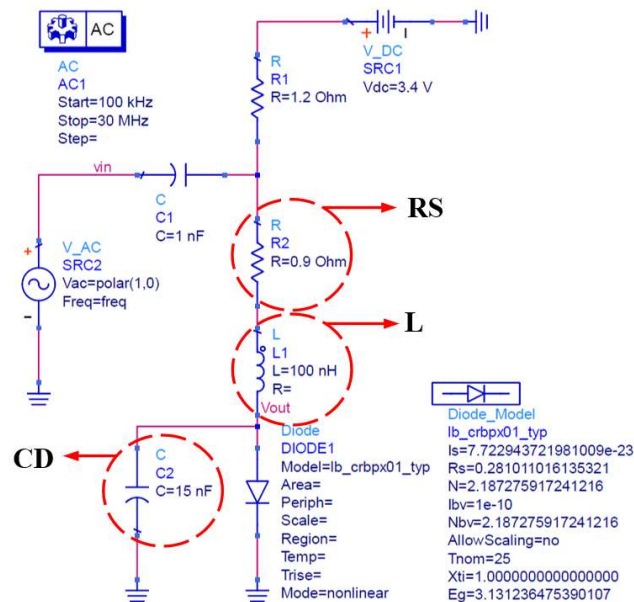 AC
AC
AC1
Start=100 kHz
Stop=30 MHz
Step=
+
-
V_DC
SRC1
Vdc=3.4 V
R
R1
R=1.2 Ohm
vin
C
C1
C=1 nF
R
R2
R=0.9 Ohm
RS
+
V_AC
SRC2
Vac=polar(1,0)
Freq=freq
-
L
L1
L=100 nH
R=
L
Vout
CD
C
C2
C=15 nF
Diode
DIODE1
Model=lb_crbpx01_typ
Area=
Periph=
Scale=
Region=
Temp=
Trise=
Mode=nonlinear
Diode_Model
lb_crbpx01_typ
Is=7.722943721981009e-23
Rs=0.281011016135321
N=2.187275917241216
Ibv=1e-10
Nbv=2.187275917241216
AllowScaling=no
Tnom=25
Xti=1.0000000000000000
Eg=3.131236475390107